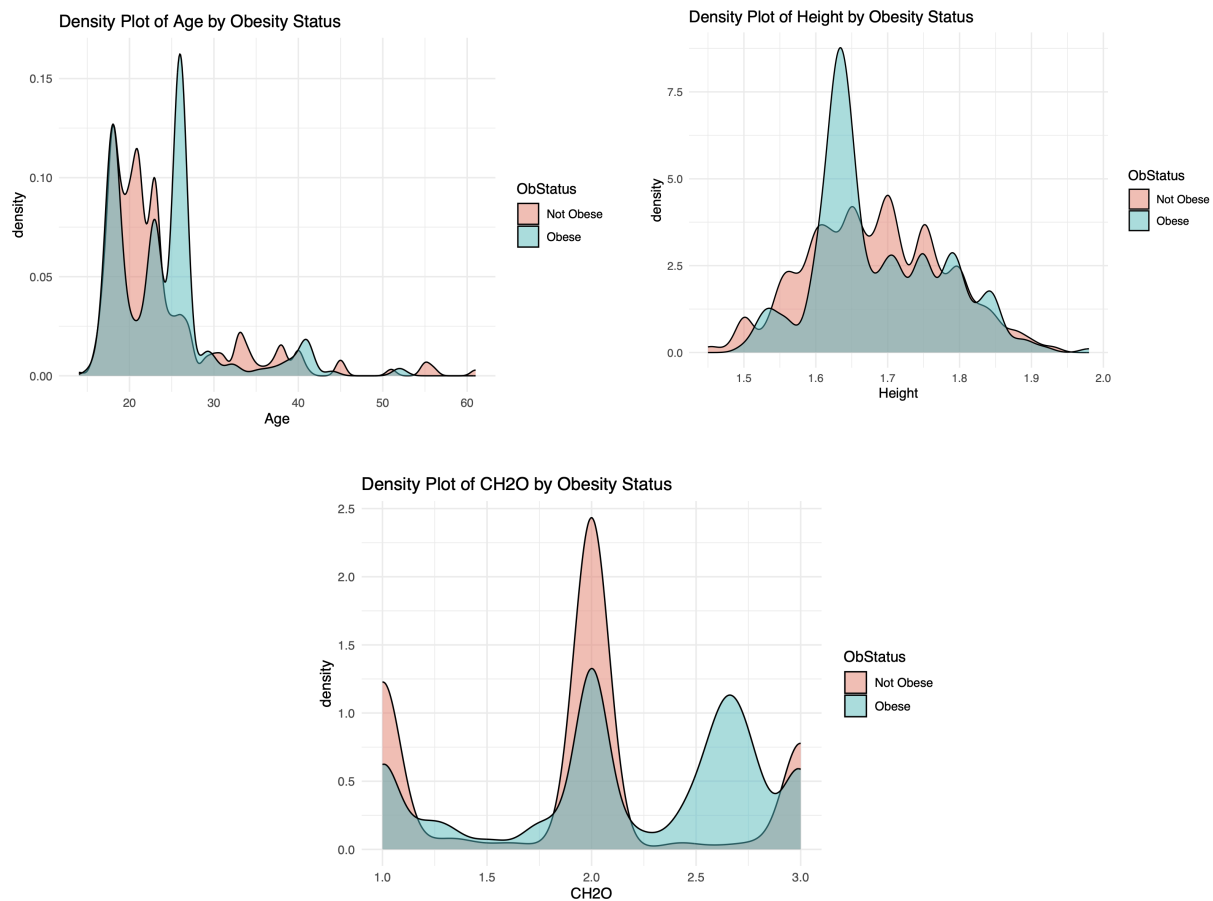 Density Plot of Age by Obesity Status
0.15
0.10
0.05
0.00
density
20 30 40 50 60
Age
ObStatus
Not Obese
Obese
Density Plot of Height by Obesity Status
7.5
5.0
2.5
0.0
density
1.5 1.6 1.7 1.8 1.9 2.0
Height
ObStatus
Not Obese
Obese
Density Plot of CH2O by Obesity Status
2.5
2.0
1.5
1.0
0.5
0.0
density
1.0 1.5 2.0 2.5 3.0
CH2O
ObStatus
Not Obese
Obese